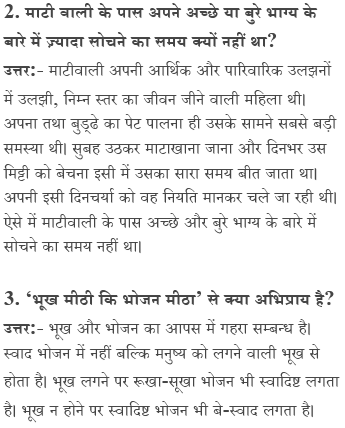 2. माटी वाली के पास अपने अच्छे या बुरे भाग्य के
बारे में ज़्यादा सोचने का समय क्यों नहीं था?
उत्तर:- माटीवाली अपनी आर्थिक और पारिवारिक उलझनों
में उलझी, निम्न स्तर का जीवन जीने वाली महिला थी।
अपना तथा बुड्ढे का पेट पालना ही उसके सामने सबसे बड़ी
समस्या थी। सुबह उठकर माटाखाना जाना और दिनभर उस
मिट्टी को बेचना इसी में उसका सारा समय बीत जाता था।
अपनी इसी दिनचर्या को वह नियति मानकर चले जा रही थी।
ऐसे में माटीवाली के पास अच्छे और बुरे भाग्य के बारे में
सोचने का समय नहीं था।
3. ‘भूख मीठी कि भोजन मीठा’ से क्या अभिप्राय है?
उत्तर:- भूख और भोजन का आपस में गहरा सम्बन्ध है।
स्वाद भोजन में नहीं बल्कि मनुष्य को लगने वाली भूख से
होता है। भूख लगने पर रूखा-सूखा भोजन भी स्वादिष्ट लगता
है। भूख न होने पर स्वादिष्ट भोजन भी बे-स्वाद लगता है।